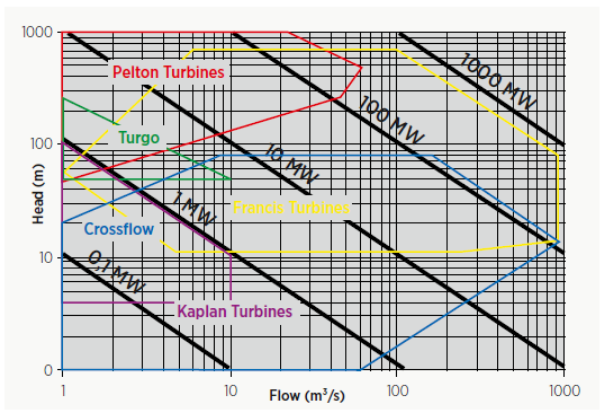 1000
Pelton Turbines
1000 MW
100 MW
Turgo
100
10 MW
Head (m)
1 MW
Francis Turbines
Crossflow
10
0,1 MW
Kaplan Turbines
0
1
10
100
1000
Flow (m³/s)